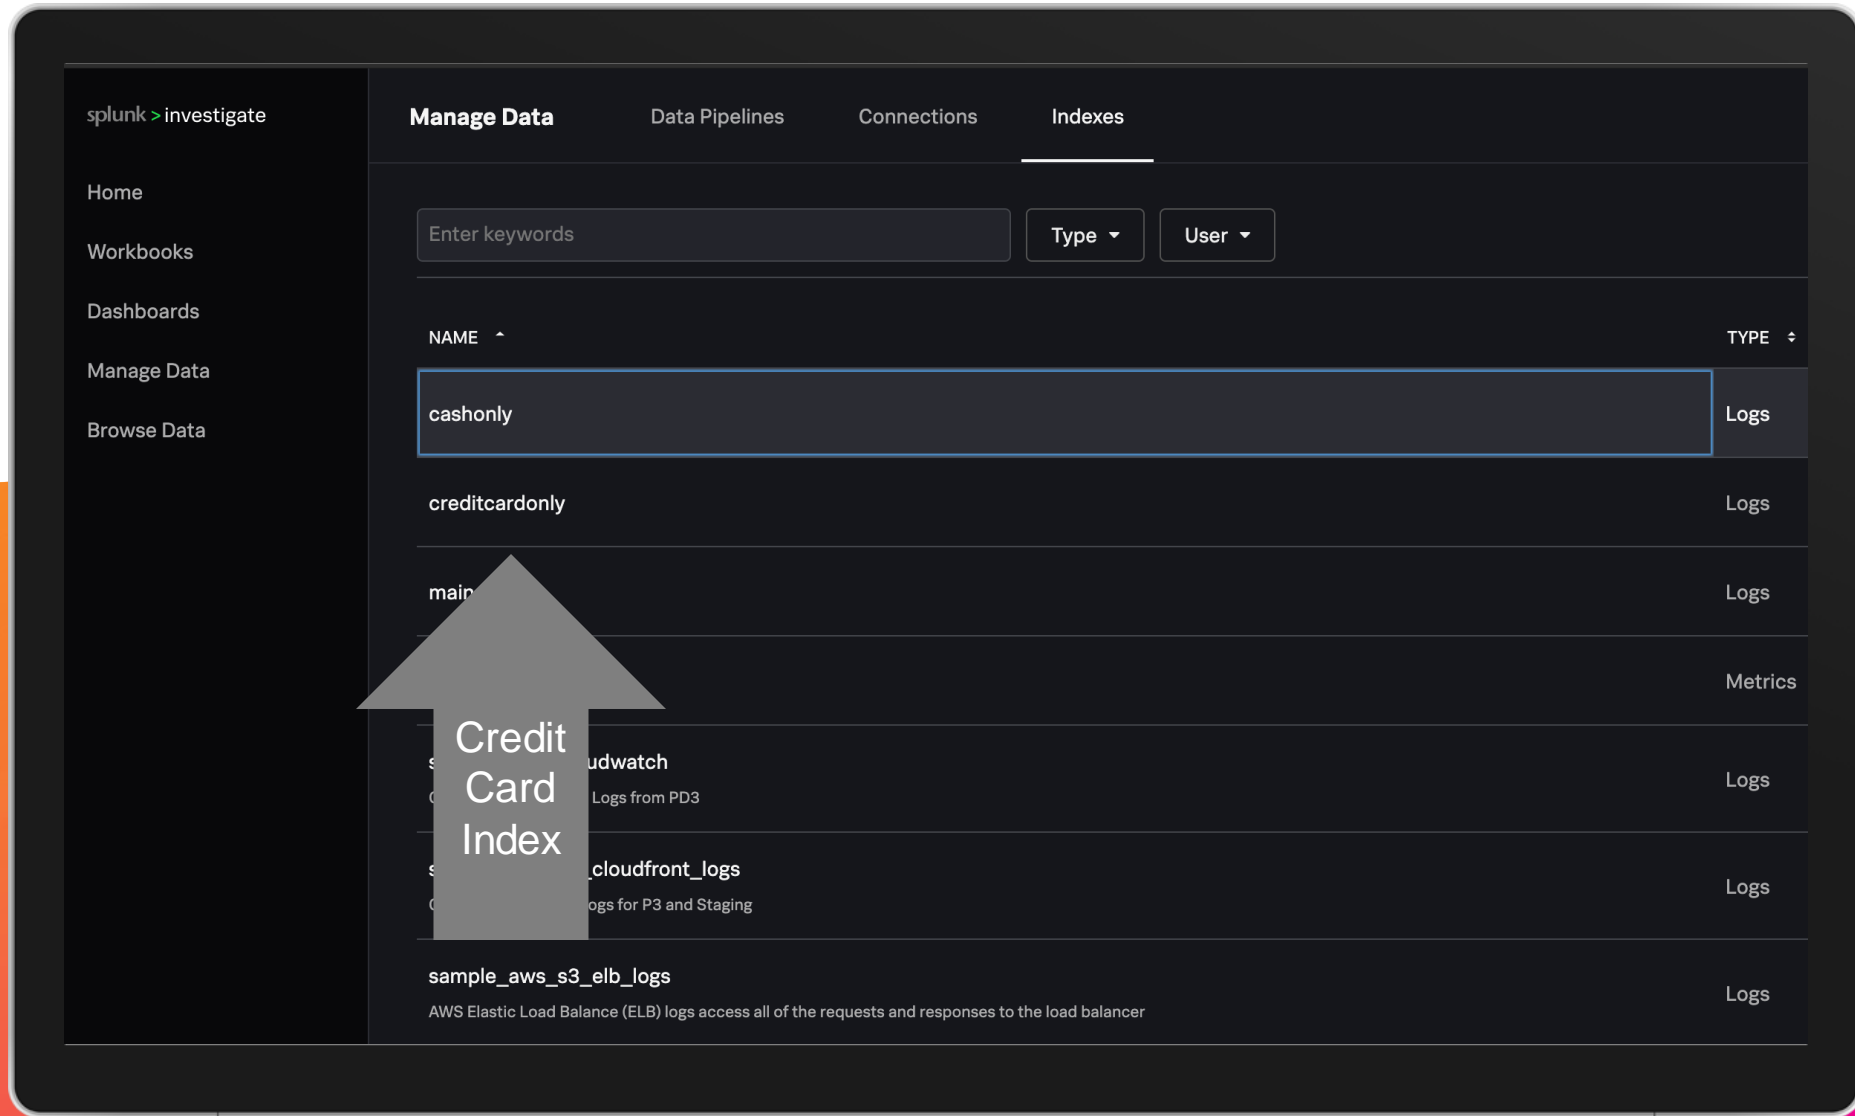 splunk>investigate
Manage Data
Data Pipelines
Connections
Indexes
Home
Workbooks
Dashboards
Manage Data
Browse Data
Enter keywords
Type
User
NAME
TYPE
cashonly
Logs
creditcardonly
Logs
main
Logs
Metrics
Credit
Card
Index
Logs from PD3
Logs
cloudfront_logs
for P3 and Staging
Logs
sample_aws_s3_elb_logs
AWS Elastic Load Balance (ELB) logs access all of the requests and responses to the load balancer
Logs